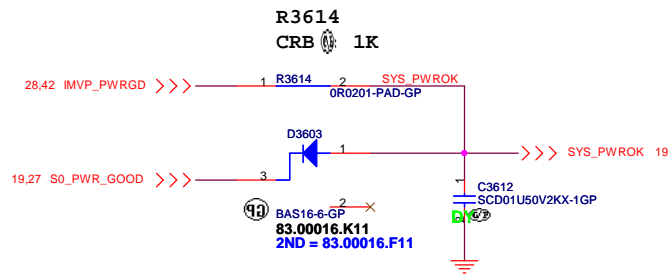 R3614
CRB 1K
28,42 IMVP_PWRGD
1 R3614 2 SYS_PWROK
0R0201-PAD-GP
D3603
1
SYS_PWROK 19
19,27 S0_PWR_GOOD
3
1
C3612
SCD01U50V2KX-1GP
DY
2
BAS16-6-GP
83.00016.K11
2ND = 83.00016.F11